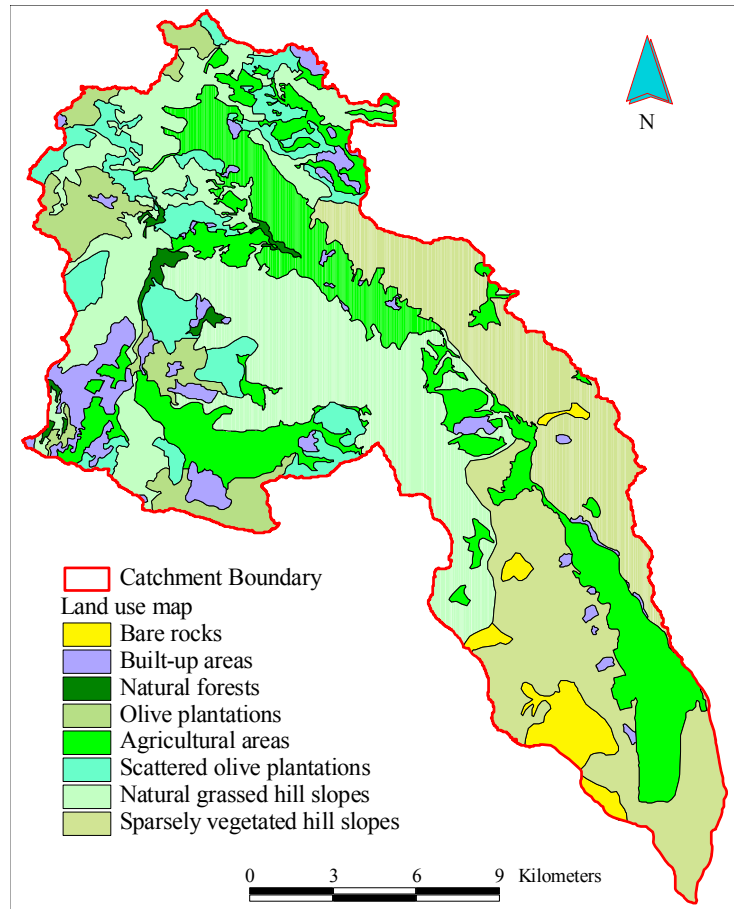 N
Catchment Boundary
Land use map
Bare rocks
Built-up areas
Natural forests
Olive plantations
Agricultural areas
Scattered olive plantations
Natural grassed hill slopes
Sparsely vegetated hill slopes
0 3 6 9 Kilometers